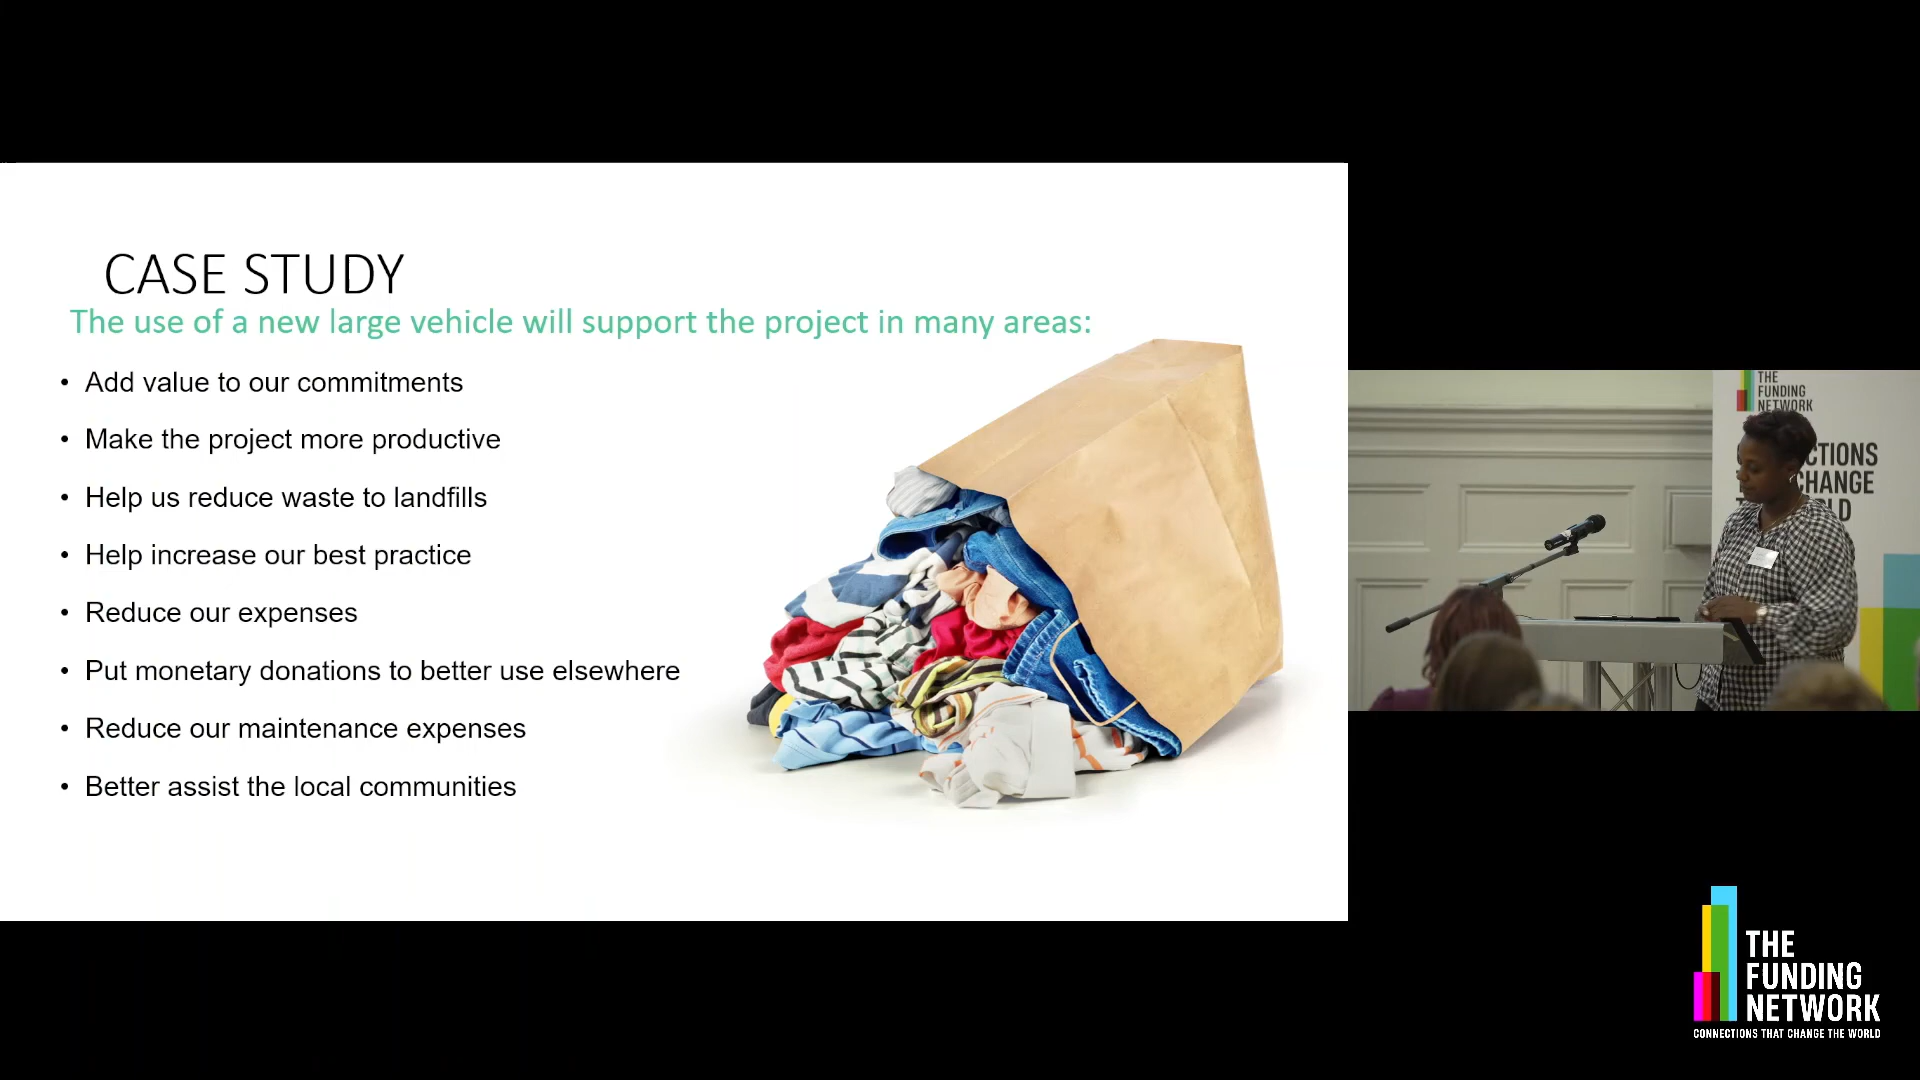 CASE STUDY
The use of a new large vehicle will support the project in many areas:
• Add value to our commitments
• Make the project more productive
• Help us reduce waste to landfills
• Help increase our best practice
• Reduce our expenses
• Put monetary donations to better use elsewhere
• Reduce our maintenance expenses
• Better assist the local communities
THE
FUNDING
NETWORK
CTIONS
CHANGE
LD
THE
FUNDING
NETWORK
CONNECTIONS THAT CHANGE THE WORLD